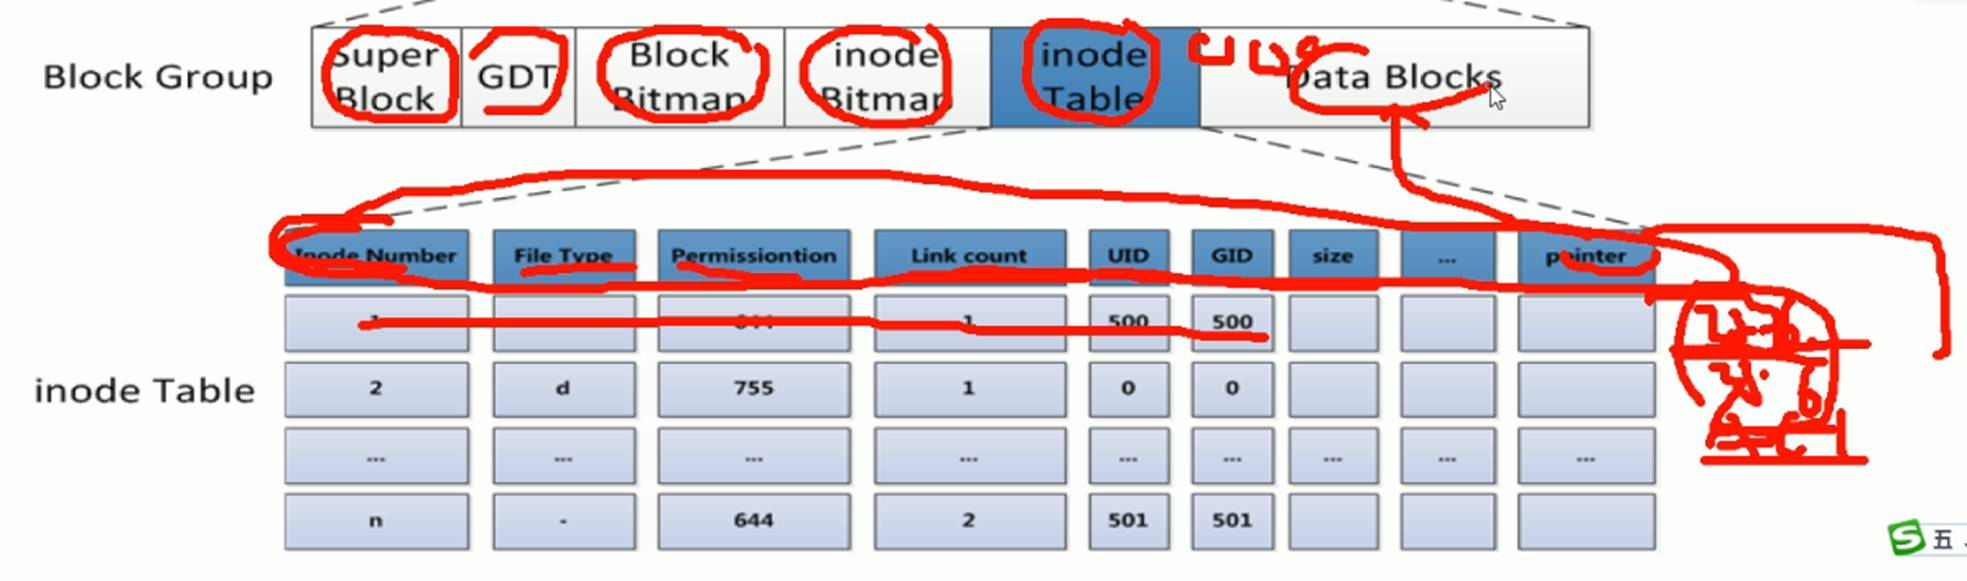 Block Group
Super Block
GDT
Block Bitmap
inode Bitmap
inode Table
Data Blocks
Inode Number File Type Permissiontion Link count UID GID size ... pointer
1 1 500 500
inode Table
2 d 755 1 0 0
... ... ... ... ... ... ... ... ...
n - 644 2 501 501
五